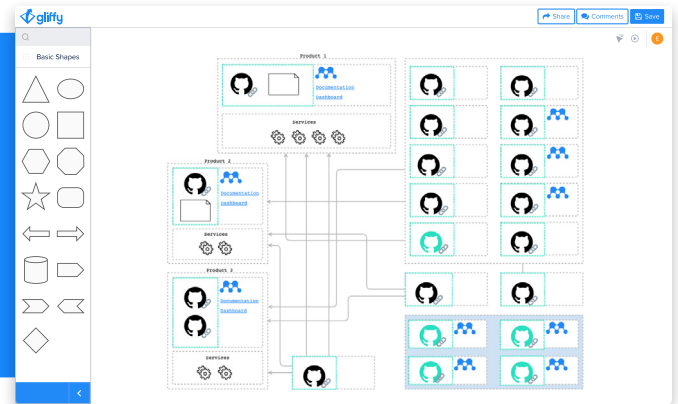 gliffy
Share
Comments
Save
Basic Shapes
E
Product 1
Documentation
Dashboard
Services
Product 2
Documentation
Dashboard
Services
Product 3
Documentation
Dashboard
Services